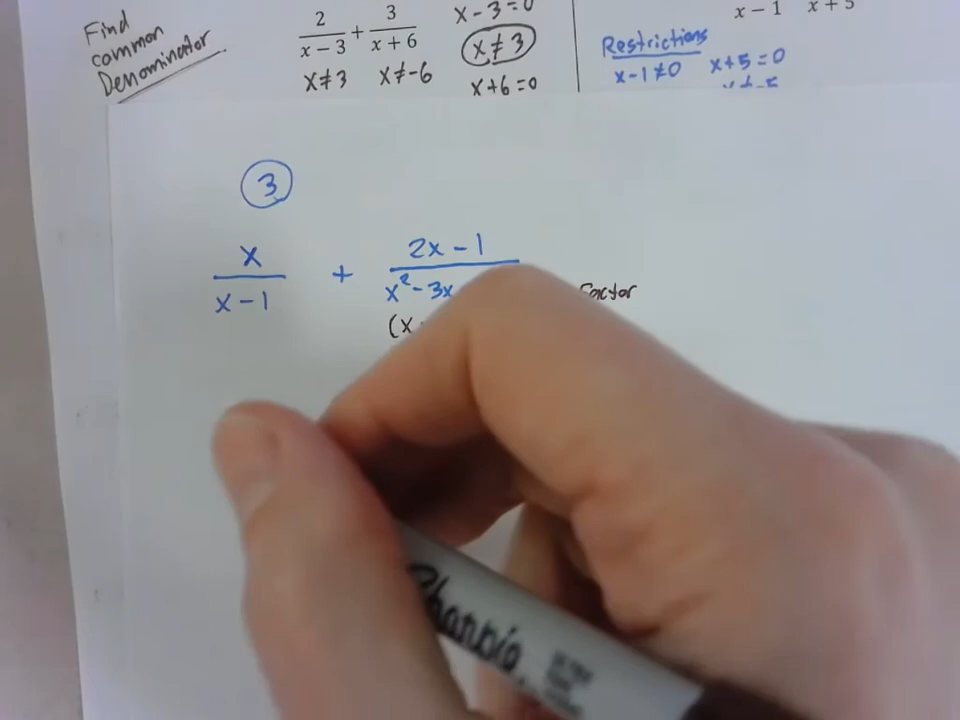 Find
common
Denominator
2/(x − 3) + 3/(x + 6)
x≠3 x≠-6
x-3=0
x≠3
x+6=0
x − 1 x + 5
Restrictions
x-1≠0 x+5=0
3
x/(x-1) + (2x-1)/(x²-3x
Factor
(x
Sharpie